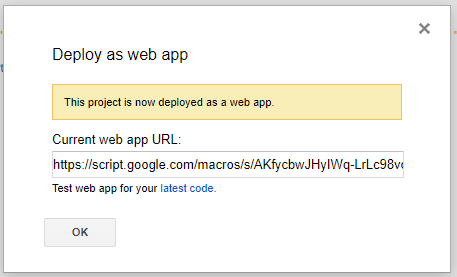 Deploy as web app
This project is now deployed as a web app.
Current web app URL:
https://script.google.com/macros/s/AKfycbwJHyIWq-LrLc98v
Test web app for your latest code.
OK